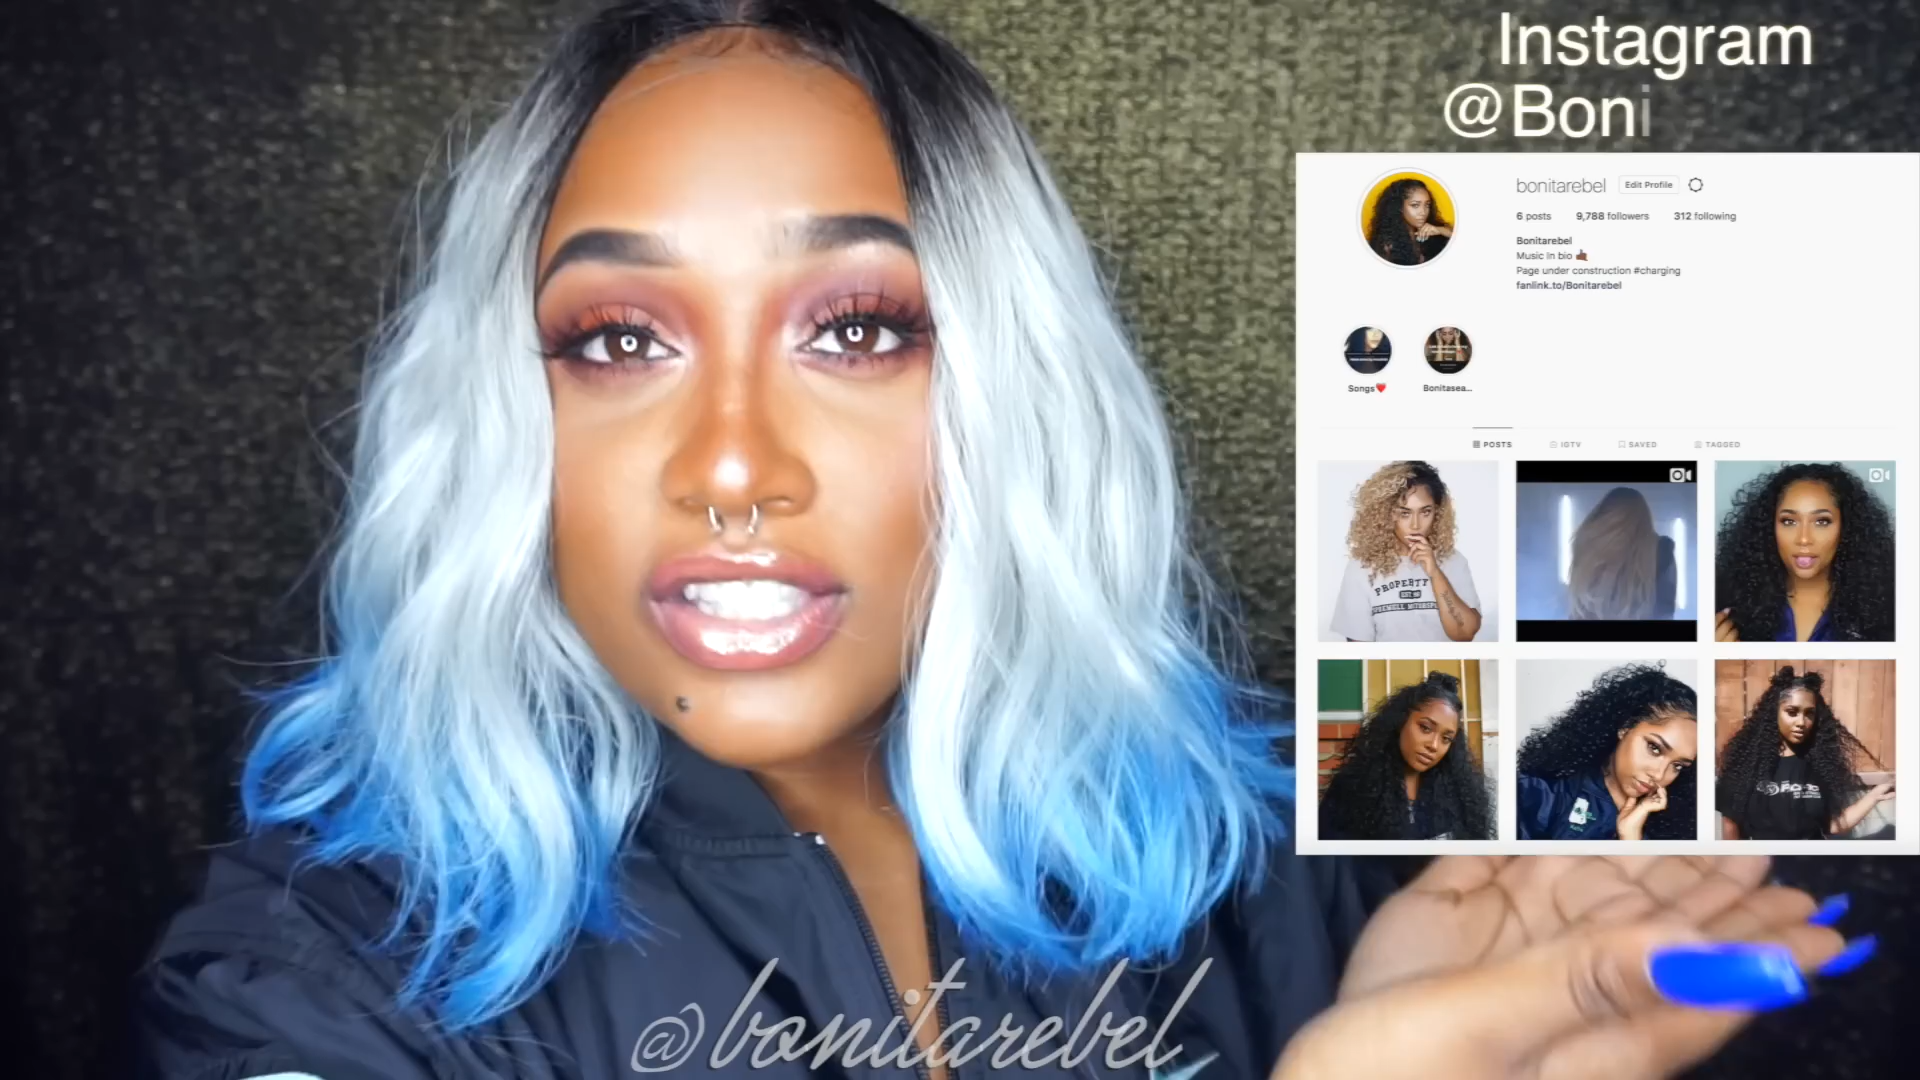 Instagram
@Boni
bonitarebel Edit Profile
6 posts 9,788 followers 312 following
Bonitarebel
Music In bio 🤙🏾
Page under construction #charging
fanlink.to/Bonitarebel
Songs❤️ Bonitasea...
POSTS IGTV SAVED TAGGED
PROPERTY
@bonitarebel